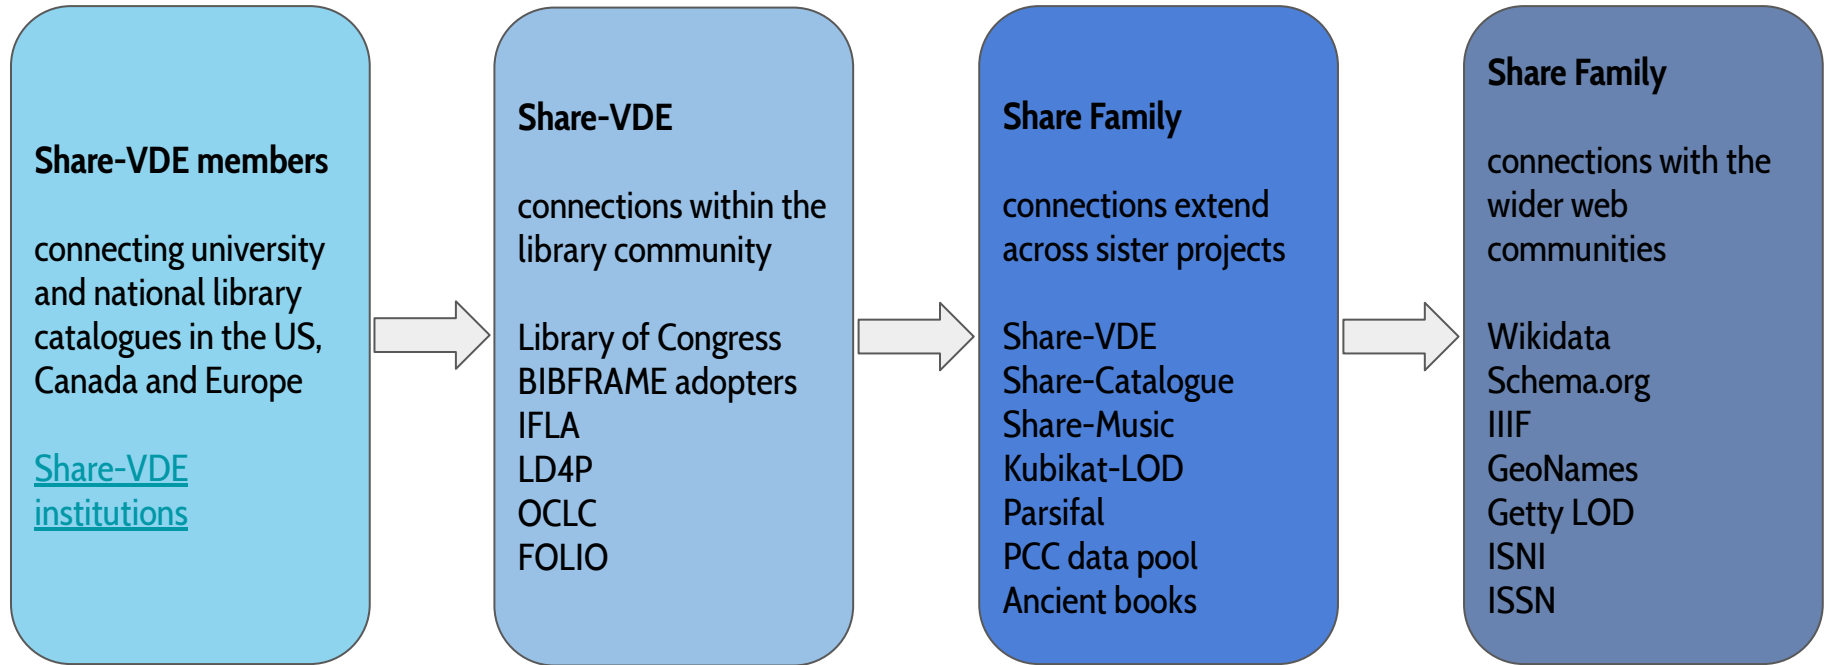 Share-VDE members
connecting university
and national library
catalogues in the US,
Canada and Europe
Share-VDE
institutions
Share-VDE
connections within the
library community
Library of Congress
BIBFRAME adopters
IFLA
LD4P
OCLC
FOLIO
Share Family
connections extend
across sister projects
Share-VDE
Share-Catalogue
Share-Music
Kubikat-LOD
Parsifal
PCC data pool
Ancient books
Share Family
connections with the
wider web
communities
Wikidata
Schema.org
IIIF
GeoNames
Getty LOD
ISNI
ISSN